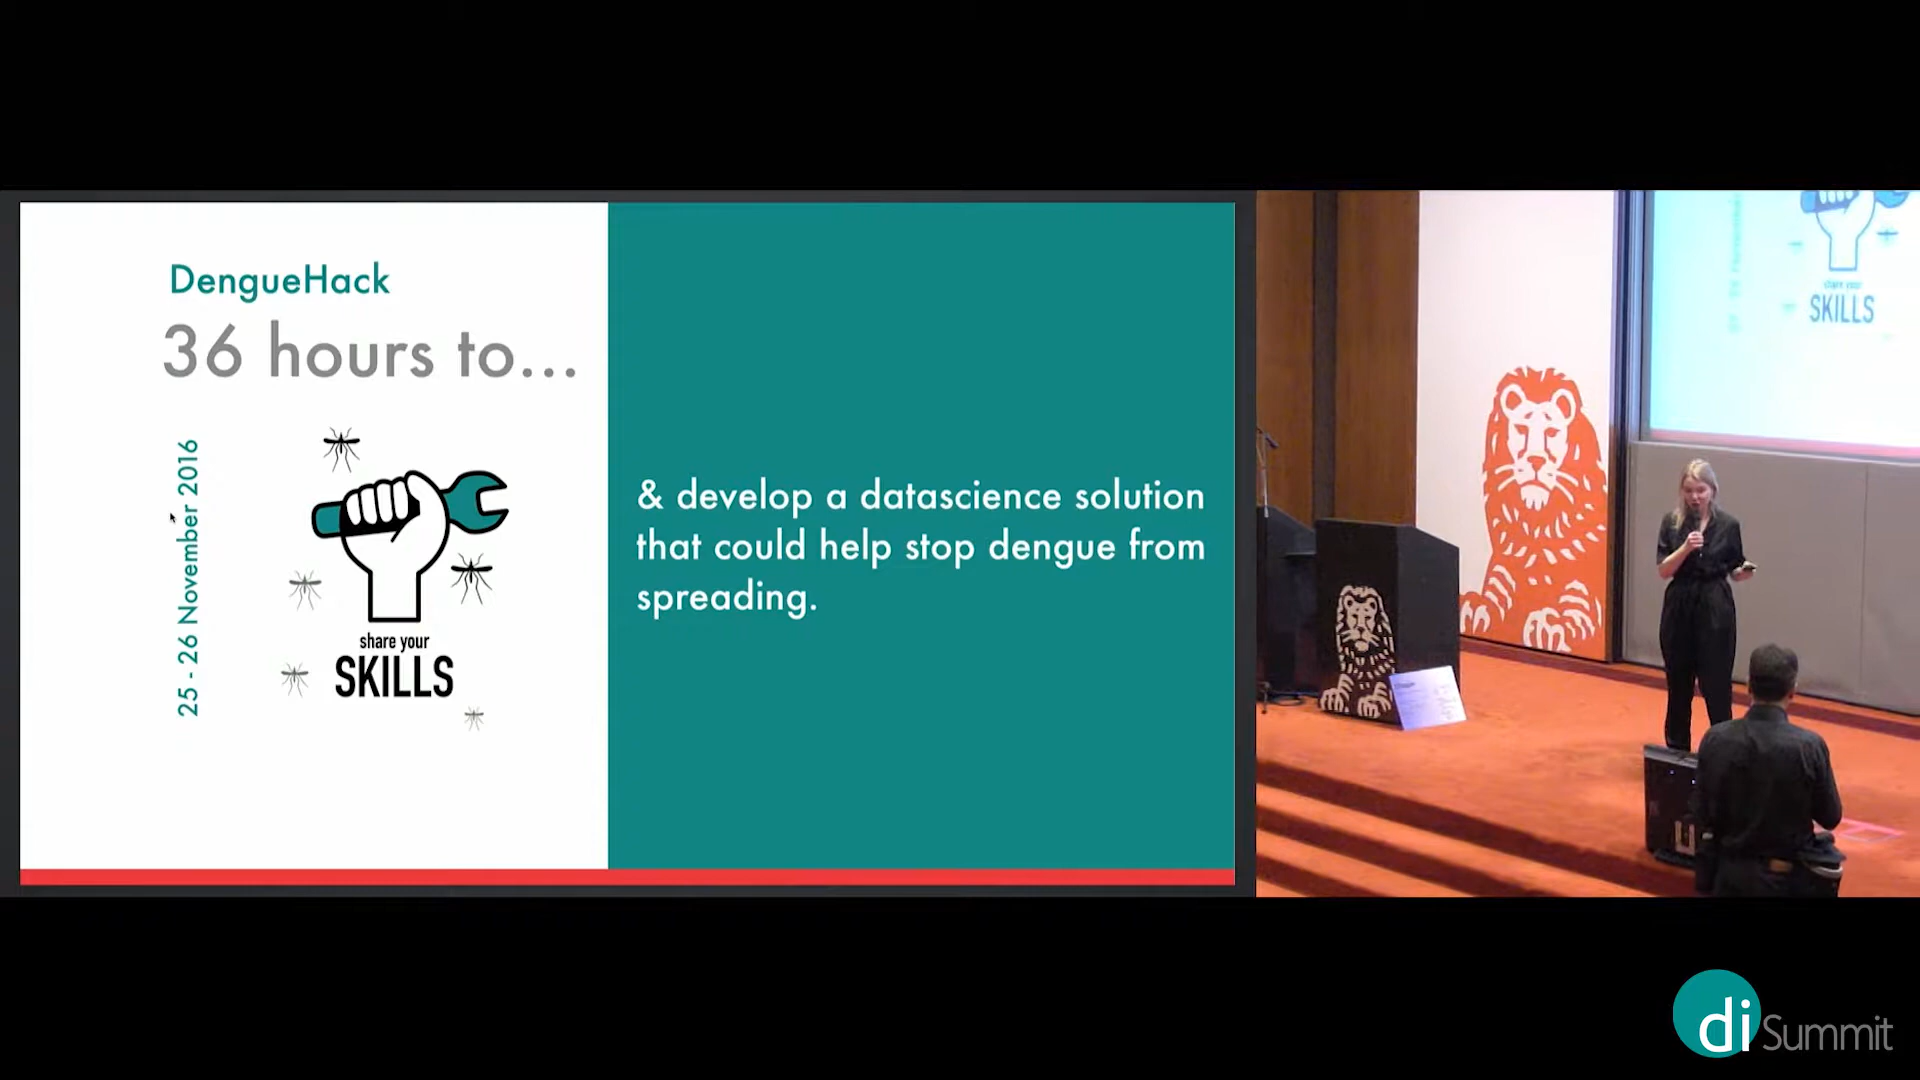 DengueHack
36 hours to...
25 - 26 November 2016
share your
SKILLS
& develop a datascience solution
that could help stop dengue from
spreading.
share your
SKILLS
di Summit